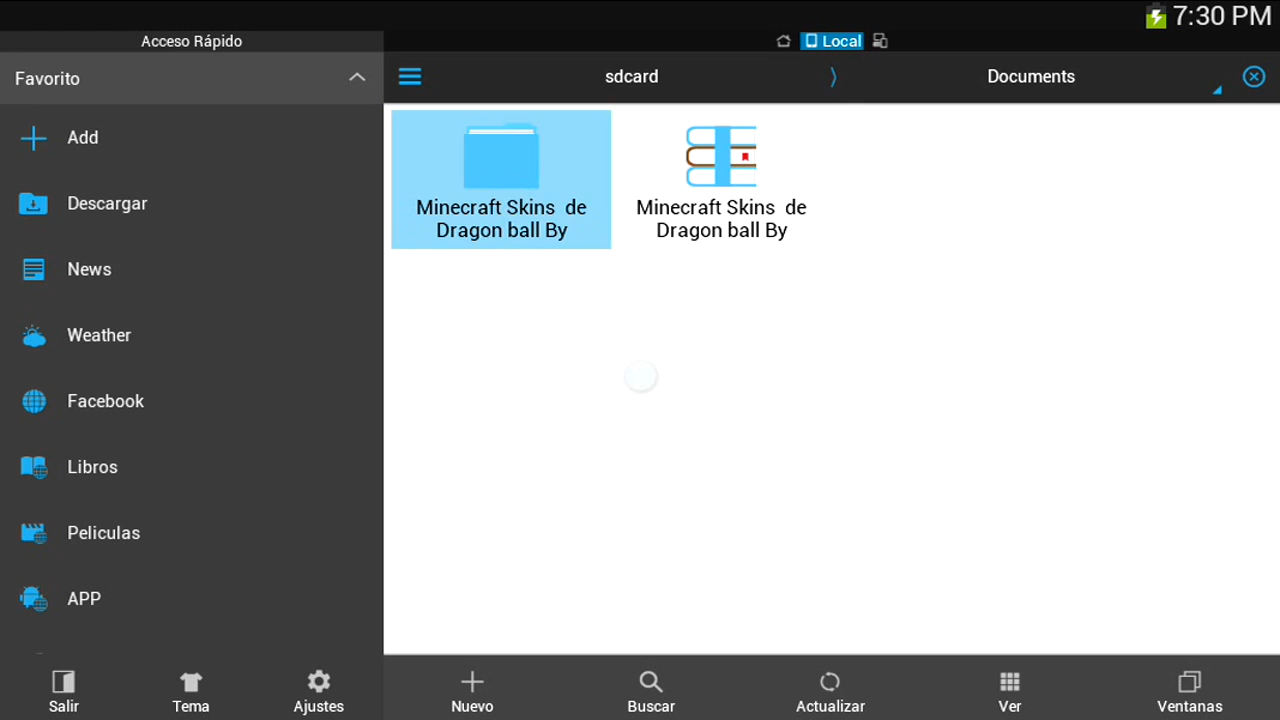 7:30 PM
Acceso Rápido
Local
Favorito
sdcard
Documents
Add
Descargar
News
Weather
Facebook
Libros
Peliculas
APP
Minecraft Skins de
Dragon ball By
Minecraft Skins de
Dragon ball By
Salir
Tema
Ajustes
Nuevo
Buscar
Actualizar
Ver
Ventanas